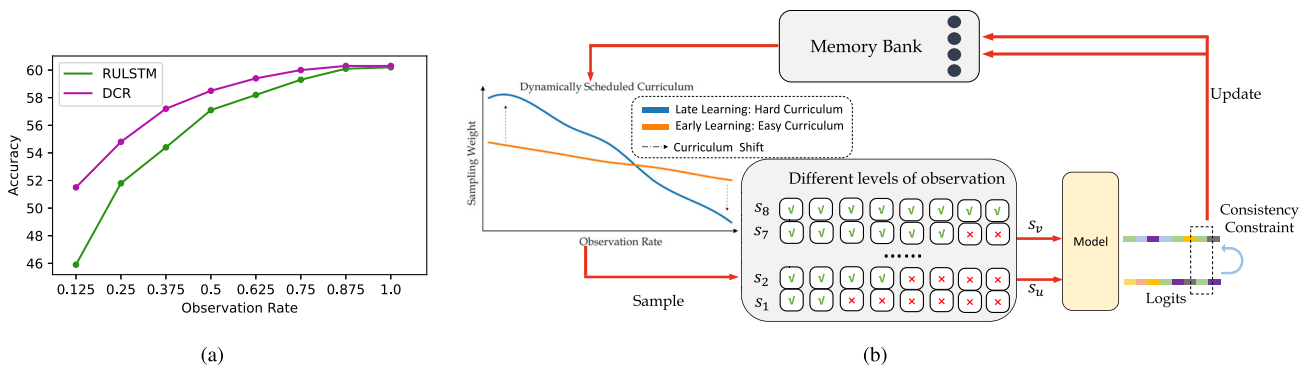 RULSTM
DCR
Accuracy
60
58
56
54
52
50
48
46
0.125 0.25 0.375 0.5 0.625 0.75 0.875 1.0
Observation Rate
(a)
Memory Bank
Dynamically Scheduled Curriculum
Late Learning: Hard Curriculum
Early Learning: Easy Curriculum
Curriculum Shift
Sampling Weight
Observation Rate
Sample
Different levels of observation
s8 √ √ √ √ √ √ √ √
s7 √ √ √ √ √ √ × ×
......
s2 √ √ √ √ × × × ×
s1 √ √ × × × × × ×
Sv
Su
Model
Logits
Update
Consistency
Constraint
(b)